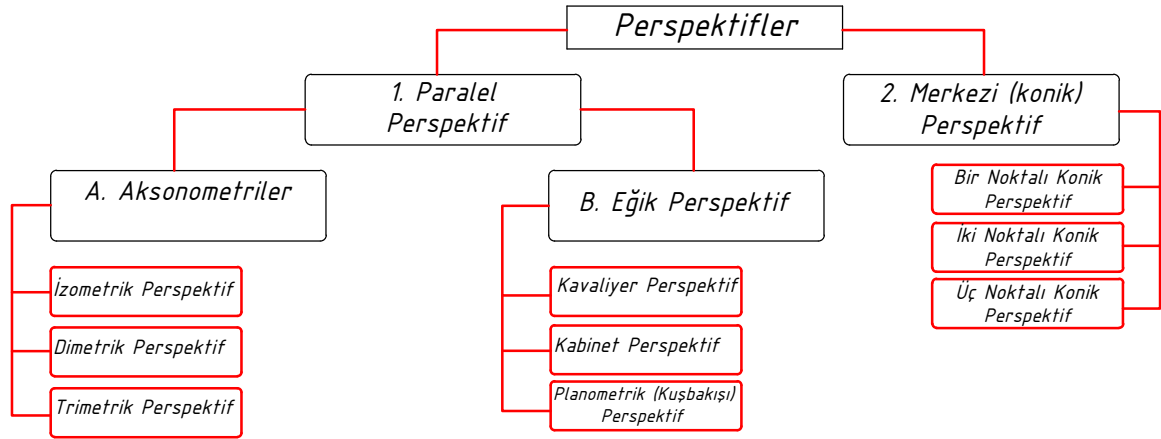 Perspektifler
1. Paralel
Perspektif
2. Merkezi (konik)
Perspektif
A. Aksonometriler
B. Eğik Perspektif
İzometrik Perspektif
Dimetrik Perspektif
Trimetrik Perspektif
Kavaliyer Perspektif
Kabinet Perspektif
Planometrik (Kuşbakışı)
Perspektif
Bir Noktalı Konik
Perspektif
İki Noktalı Konik
Perspektif
Üç Noktalı Konik
Perspektif